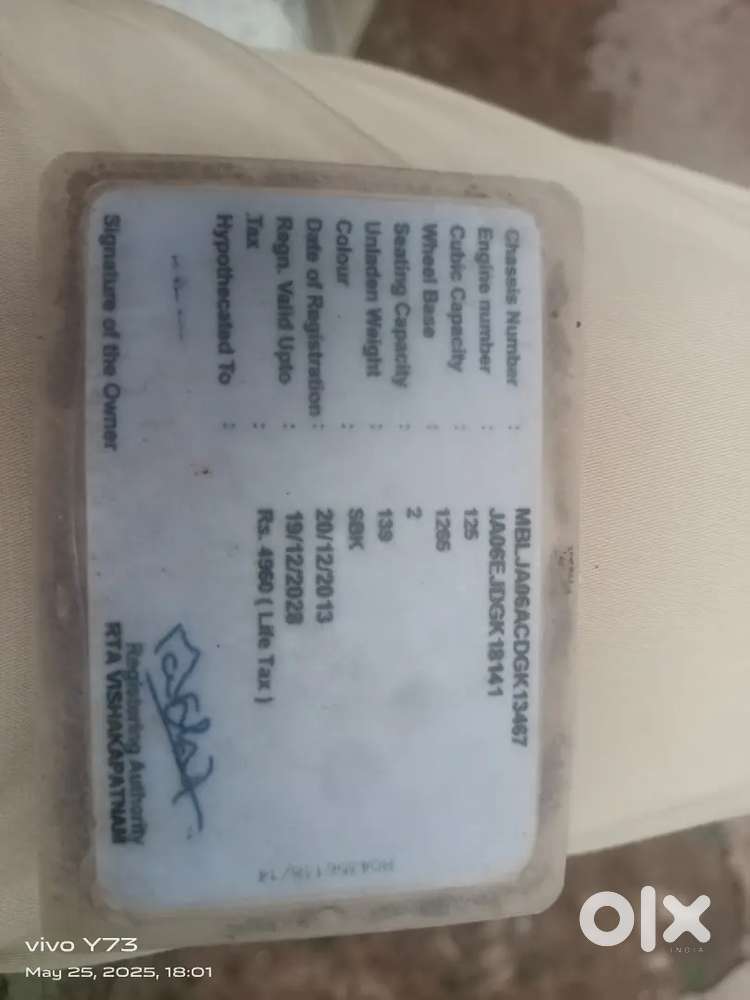 Chassis Number : MBLJA06ACDGK13467
Engine number : JA06EJDGK18141
Cubic Capacity : 125
Wheel Base : 1265
Seating Capacity : 2
Unladen Weight : 139
Colour : SBK
Date of Registration : 20/12/2013
Regn. Valid Upto : 19/12/2028
Tax : Rs. 4960 ( Life Tax )
Hypothecated To :
Signature of the Owner
Registering Authority
RTA VISHAKAPATNAM
vivo Y73
May 25, 2025, 18:01
olx
INDIA